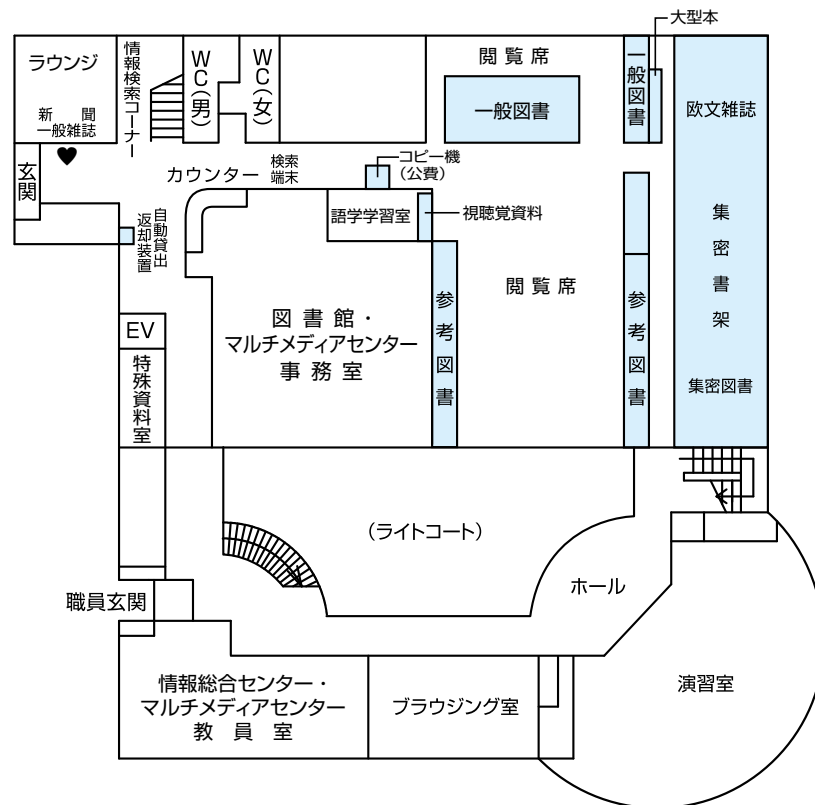 大型本
ラウンジ
新聞
一般雑誌
情報検索コーナー
WC(男)
WC(女)
閲覧席
一般図書
一般図書
欧文雑誌
玄関
カウンター
検索
端末
コピー機
(公費)
語学学習室
視聴覚資料
自動貸出
返却装置
集密書架
閲覧席
参考図書
参考図書
図書館・
マルチメディアセンター
事務室
EV
特殊資料室
集密図書
(ライトコート)
ホール
職員玄関
情報総合センター・
マルチメディアセンター
教員室
ブラウジング室
演習室